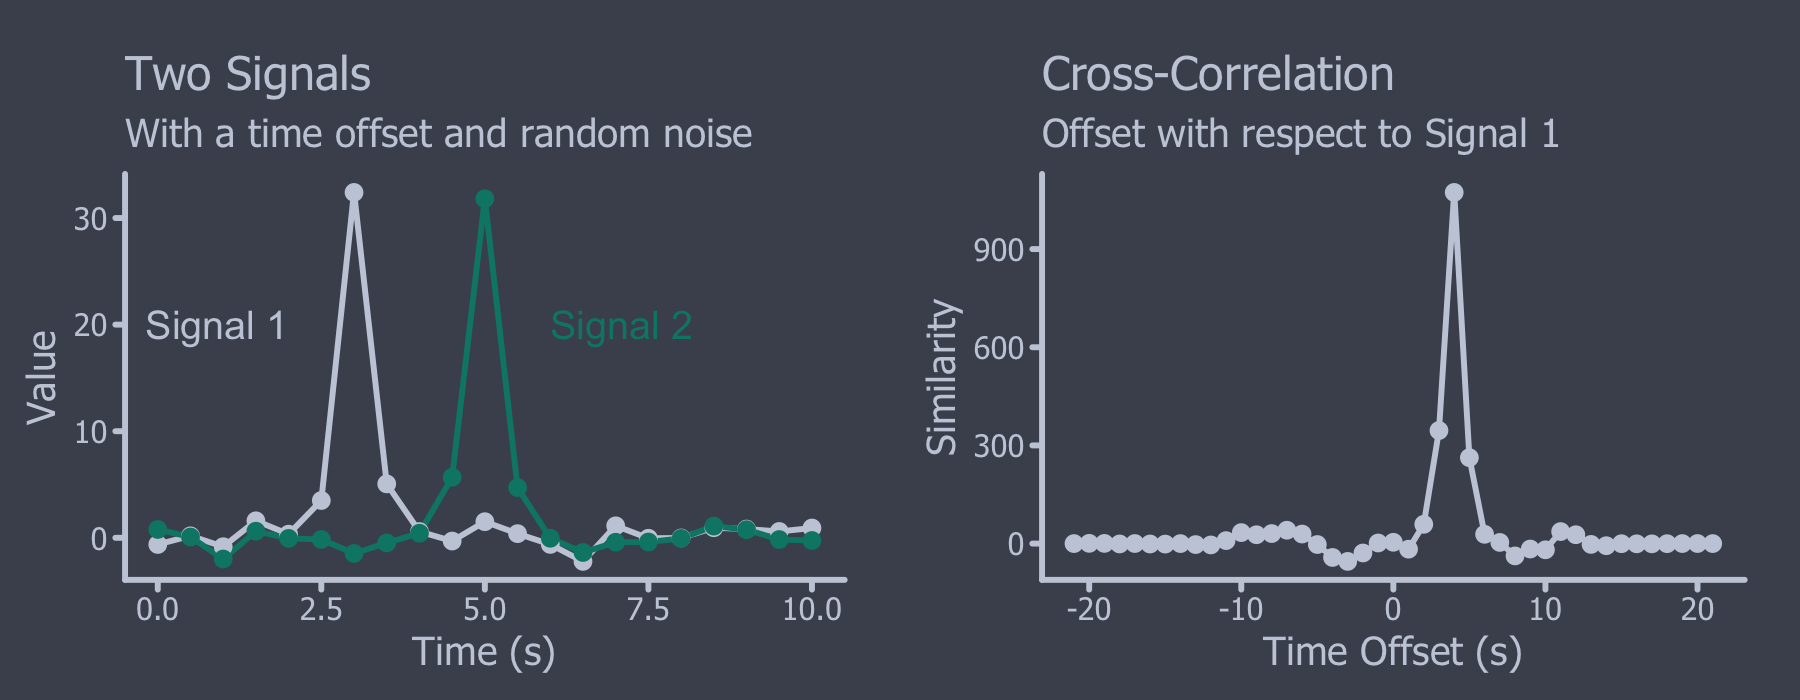 Two Signals
With a time offset and random noise
Value
30
20
10
0
Signal 1
Signal 2
0.0 2.5 5.0 7.5 10.0
Time (s)
Cross-Correlation
Offset with respect to Signal 1
Similarity
900
600
300
0
-20 -10 0 10 20
Time Offset (s)